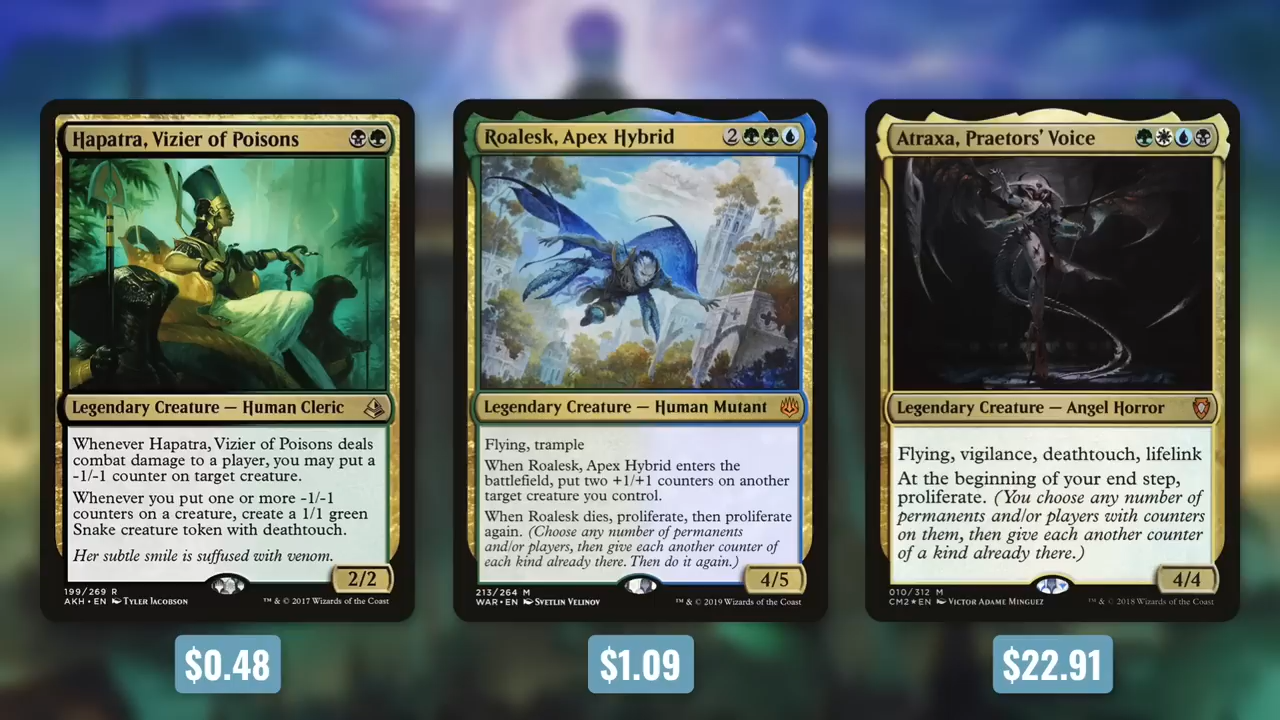 Hapatra, Vizier of Poisons
Legendary Creature — Human Cleric
Whenever Hapatra, Vizier of Poisons deals
combat damage to a player, you may put a
-1/-1 counter on target creature.
Whenever you put one or more -1/-1
counters on a creature, create a 1/1 green
Snake creature token with deathtouch.
Her subtle smile is suffused with venom.
2/2
199/269 R
AKH • EN Tyler Jacobson
™ & © 2017 Wizards of the Coast
$0.48
Roalesk, Apex Hybrid 2
Legendary Creature — Human Mutant
Flying, trample
When Roalesk, Apex Hybrid enters the
battlefield, put two +1/+1 counters on another
target creature you control.
When Roalesk dies, proliferate, then proliferate
again. (Choose any number of permanents
and/or players, then give each another counter of
each kind already there. Then do it again.)
4/5
213/264 M
WAR • EN Svetlin Velinov
™ & © 2019 Wizards of the Coast
$1.09
Atraxa, Praetors' Voice
Legendary Creature — Angel Horror
Flying, vigilance, deathtouch, lifelink
At the beginning of your end step,
proliferate. (You choose any number of
permanents and/or players with counters
on them, then give each another counter
of a kind already there.)
4/4
010/312 M
CM2 ★ EN Victor Adame Minguez
™ & © 2018 Wizards of the Coast
$22.91